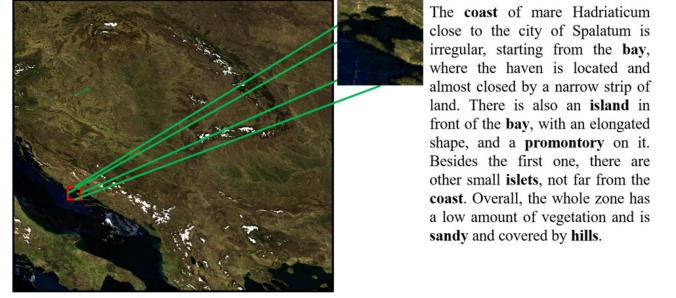 The coast of mare Hadriaticum
close to the city of Spalatum is
irregular, starting from the bay,
where the haven is located and
almost closed by a narrow strip of
land. There is also an island in
front of the bay, with an elongated
shape, and a promontory on it.
Besides the first one, there are
other small islets, not far from the
coast. Overall, the whole zone has
a low amount of vegetation and is
sandy and covered by hills.